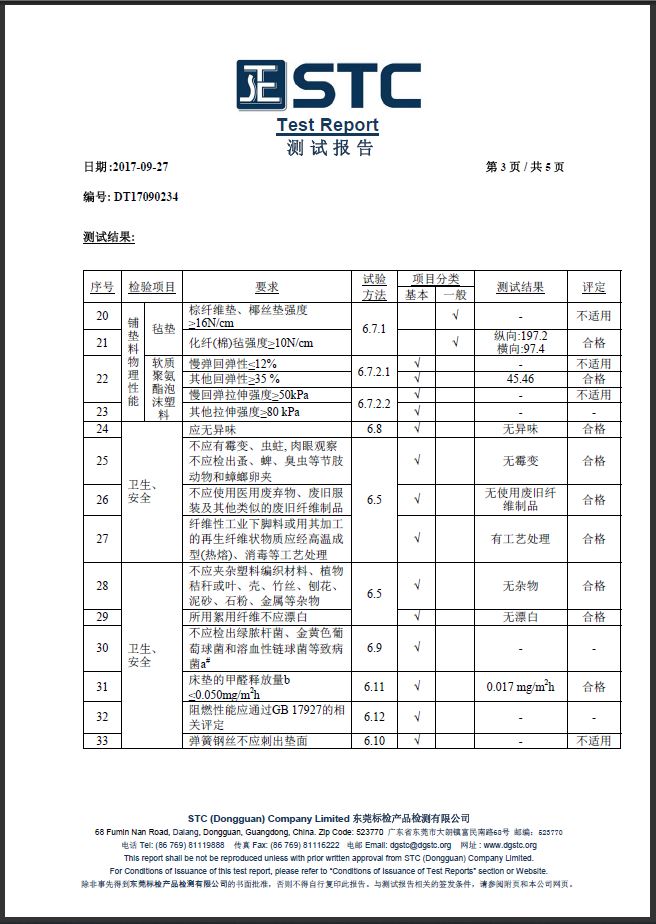 STC
Test Report
测试报告
日期:2017-09-27 第 3 页 / 共 5 页
编号: DT17090234
测试结果:
序号 检验项目 要求 试验方法 项目分类 基本 一般 测试结果 评定
铺垫料物理性能
毡垫
20 棕纤维垫、椰丝垫强度
≥16N/cm 6.7.1 √ - 不适用
21 化纤(棉)毡强度≥10N/cm √ 纵向:197.2
横向:97.4 合格
软质聚氨酯泡沫塑料
22 慢弹回弹性≤12% 6.7.2.1 √ - 不适用
其他回弹性≥35 % √ 45.46 合格
慢回弹拉伸强度≥50kPa 6.7.2.2 √ - 不适用
23 其他拉伸强度≥80 kPa √ - -
卫生、
安全
24 应无异味 6.8 √ 无异味 合格
25 不应有霉变、虫蛀, 肉眼观察
不应检出蚤、蜱、臭虫等节肢
动物和蟑螂卵夹 6.5 √ 无霉变 合格
26 不应使用医用废弃物、废旧服
装及其他类似的废旧纤维制品 √ 无使用废旧纤
维制品 合格
27 纤维性工业下脚料或用其加工
的再生纤维状物质应经高温成
型(热熔)、消毒等工艺处理 √ 有工艺处理 合格
卫生、
安全
28 不应夹杂塑料编织材料、植物
秸秆或叶、壳、竹丝、刨花、
泥砂、石粉、金属等杂物 6.5 √ 无杂物 合格
29 所用絮用纤维不应漂白 √ 无漂白 合格
30 不应检出绿脓杆菌、金黄色葡
萄球菌和溶血性链球菌等致病
菌a# 6.9 √ - -
31 床垫的甲醛释放量b
≤0.050mg/m²h 6.11 √ 0.017 mg/m²h 合格
32 阻燃性能应通过GB 17927的相
关评定 6.12 √ - -
33 弹簧钢丝不应刺出垫面 6.10 √ - 不适用
STC (Dongguan) Company Limited 东莞标检产品检测有限公司
68 Fumin Nan Road, Dalang, Dongguan, Guangdong, China. Zip Code: 523770 广东省东莞市大朗镇富民南路68号 邮编: 523770
电话 Tel: (86 769) 81119888 传真 Fax: (86 769) 81116222 电邮 Email: dgstc@dgstc.org 网址 : www.dgstc.org
This report shall be not be reproduced unless with prior written approval from STC (Dongguan) Company Limited.
For Conditions of Issuance of this test report, please refer to "Conditions of Issuance of Test Reports" section or Website.
除非事先得到东莞标检产品检测有限公司的书面批准，否则不得自行复印此报告。与测试报告相关的签发条件，请参阅附页和本公司网页。